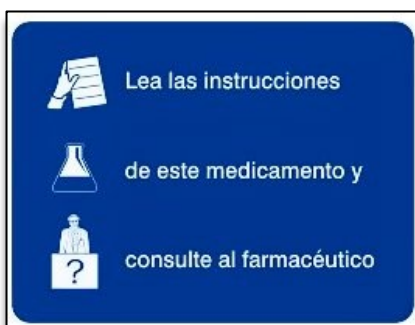 Lea las instrucciones
de este medicamento y
?
consulte al farmacéutico